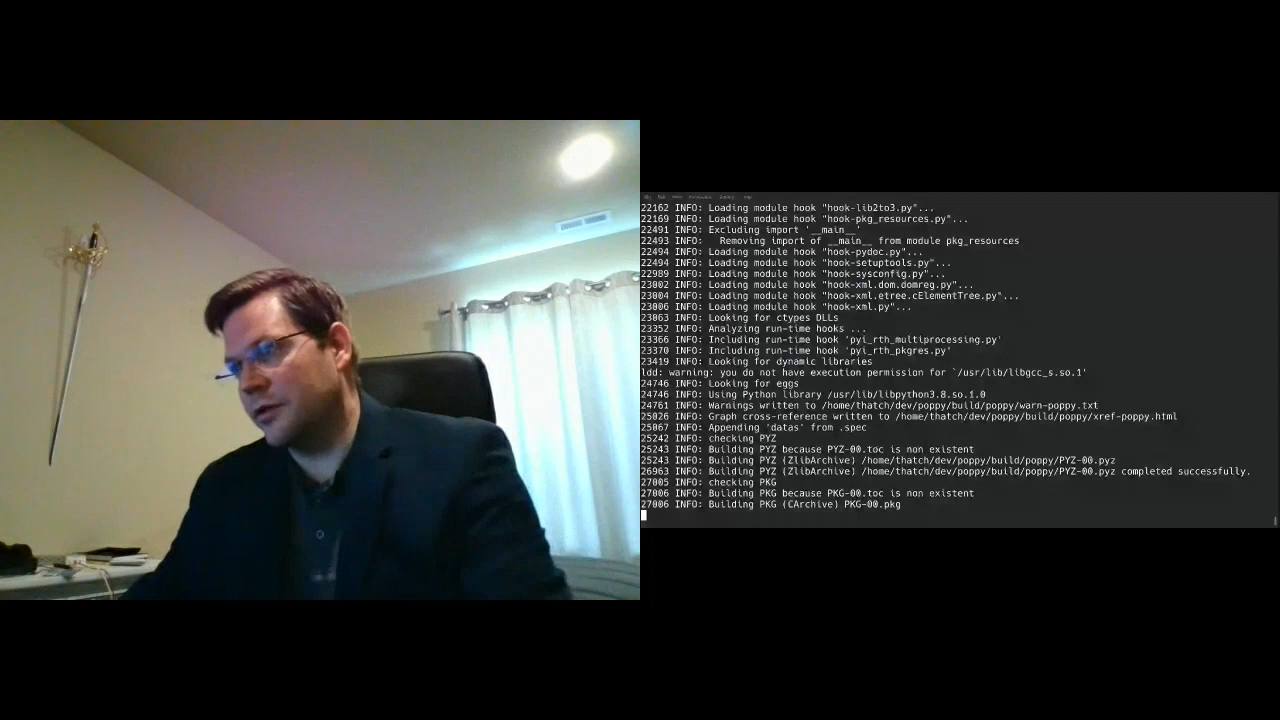 22162 INFO: Loading module hook "hook-lib2to3.py"...
22169 INFO: Loading module hook "hook-pkg_resources.py"...
22491 INFO: Excluding import '__main__'
22493 INFO:   Removing import of __main__ from module pkg_resources
22494 INFO: Loading module hook "hook-pydoc.py"...
22494 INFO: Loading module hook "hook-setuptools.py"...
22989 INFO: Loading module hook "hook-sysconfig.py"...
23002 INFO: Loading module hook "hook-xml.dom.domreg.py"...
23004 INFO: Loading module hook "hook-xml.etree.cElementTree.py"...
23006 INFO: Loading module hook "hook-xml.py"...
23063 INFO: Looking for ctypes DLLs
23352 INFO: Analyzing run-time hooks ...
23366 INFO: Including run-time hook 'pyi_rth_multiprocessing.py'
23370 INFO: Including run-time hook 'pyi_rth_pkgres.py'
23419 INFO: Looking for dynamic libraries
ldd: warning: you do not have execution permission for `/usr/lib/libgcc_s.so.1'
24746 INFO: Looking for eggs
24746 INFO: Using Python library /usr/lib/libpython3.8.so.1.0
24761 INFO: Warnings written to /home/thatch/dev/poppy/build/poppy/warn-poppy.txt
25026 INFO: Graph cross-reference written to /home/thatch/dev/poppy/build/poppy/xref-poppy.html
25067 INFO: Appending 'datas' from .spec
25242 INFO: checking PYZ
25243 INFO: Building PYZ because PYZ-00.toc is non existent
25243 INFO: Building PYZ (ZlibArchive) /home/thatch/dev/poppy/build/poppy/PYZ-00.pyz
26963 INFO: Building PYZ (ZlibArchive) /home/thatch/dev/poppy/build/poppy/PYZ-00.pyz completed successfully.
27005 INFO: checking PKG
27006 INFO: Building PKG because PKG-00.toc is non existent
27006 INFO: Building PKG (CArchive) PKG-00.pkg